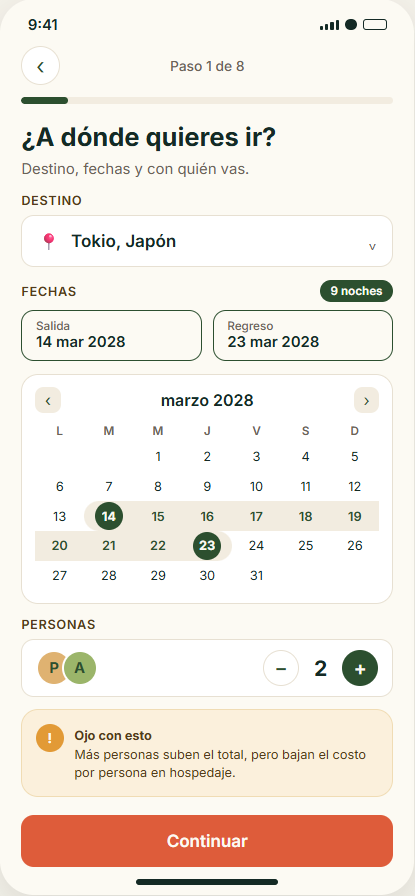 9:41
‹
Paso 1 de 8
¿A dónde quieres ir?
Destino, fechas y con quién vas.
DESTINO
Tokio, Japón
v
FECHAS
9 noches
Salida
14 mar 2028
Regreso
23 mar 2028
‹ marzo 2028 ›
L M M J V S D
1 2 3 4 5
6 7 8 9 10 11 12
13 14 15 16 17 18 19
20 21 22 23 24 25 26
27 28 29 30 31
PERSONAS
P A
− 2 +
!
Ojo con esto
Más personas suben el total, pero bajan el costo
por persona en hospedaje.
Continuar